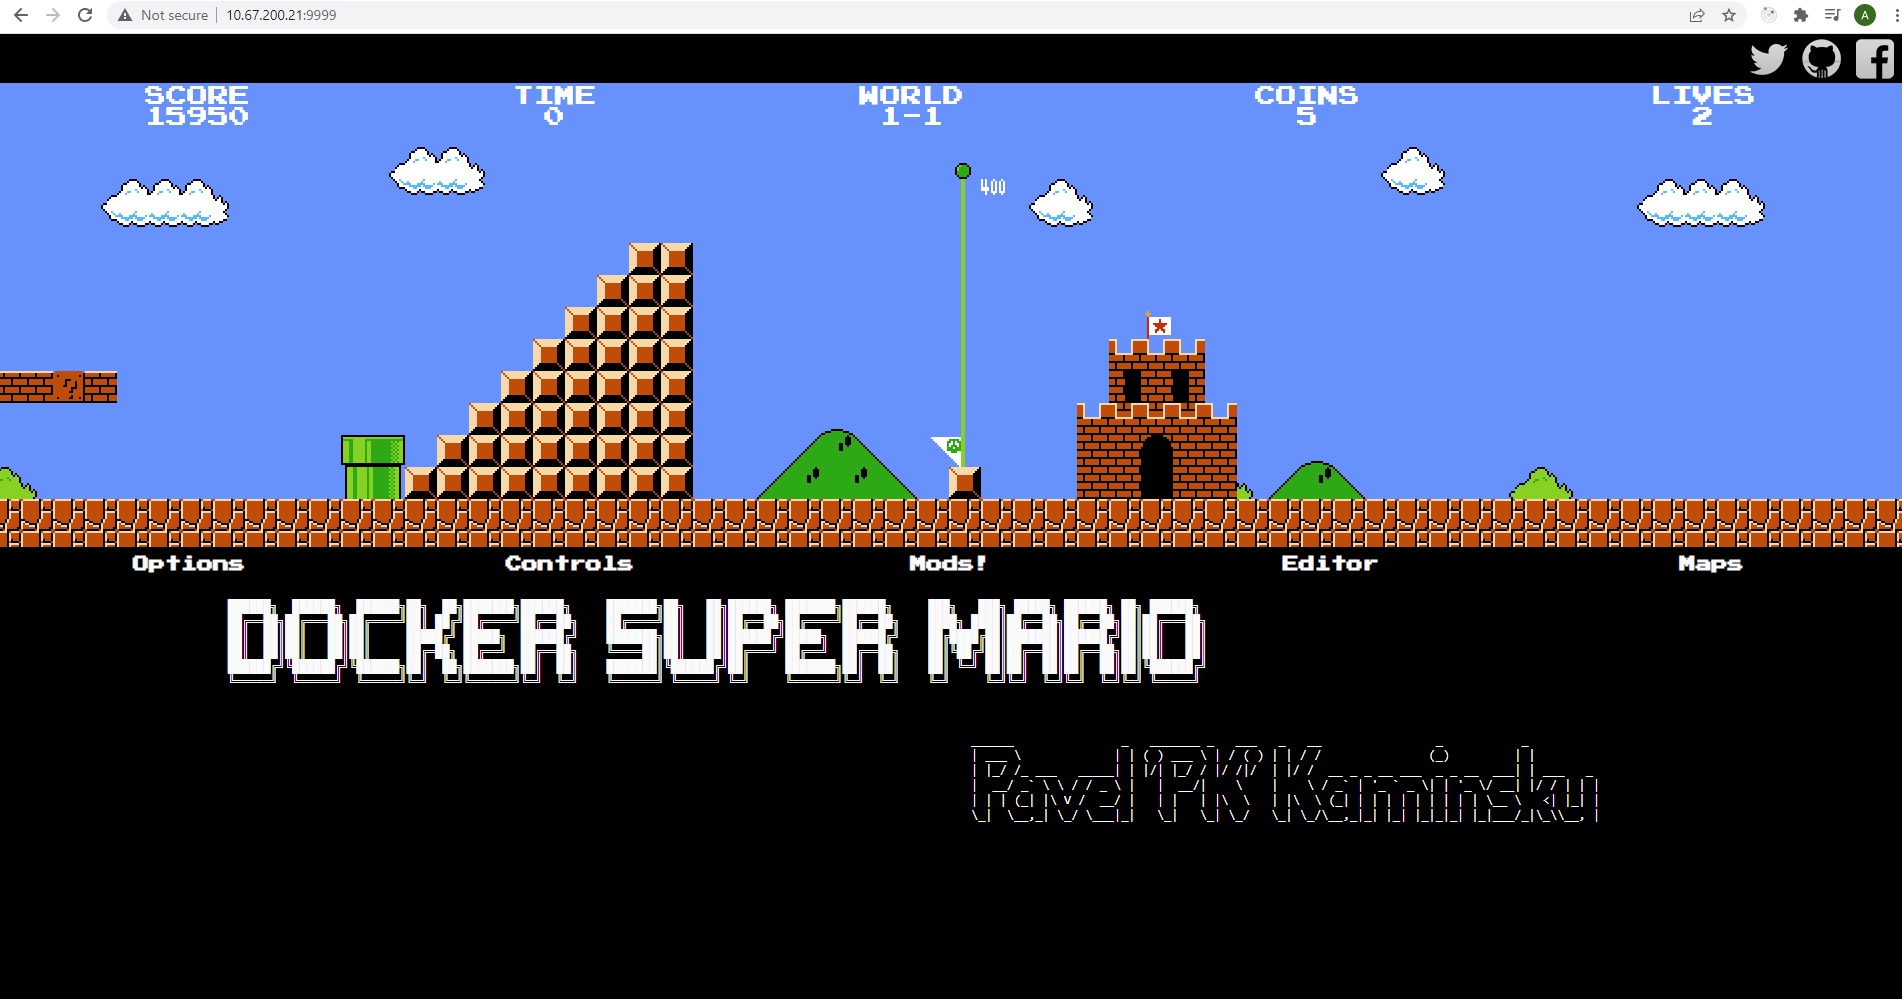 Not secure 10.67.200.21:9999
A
SCORE TIME WORLD COINS LIVES
15950 0 1-1 5 2
400
Options Controls Mods! Editor Maps
DOCKER SUPER MARIO
Pavel 'PK' Kaminsky